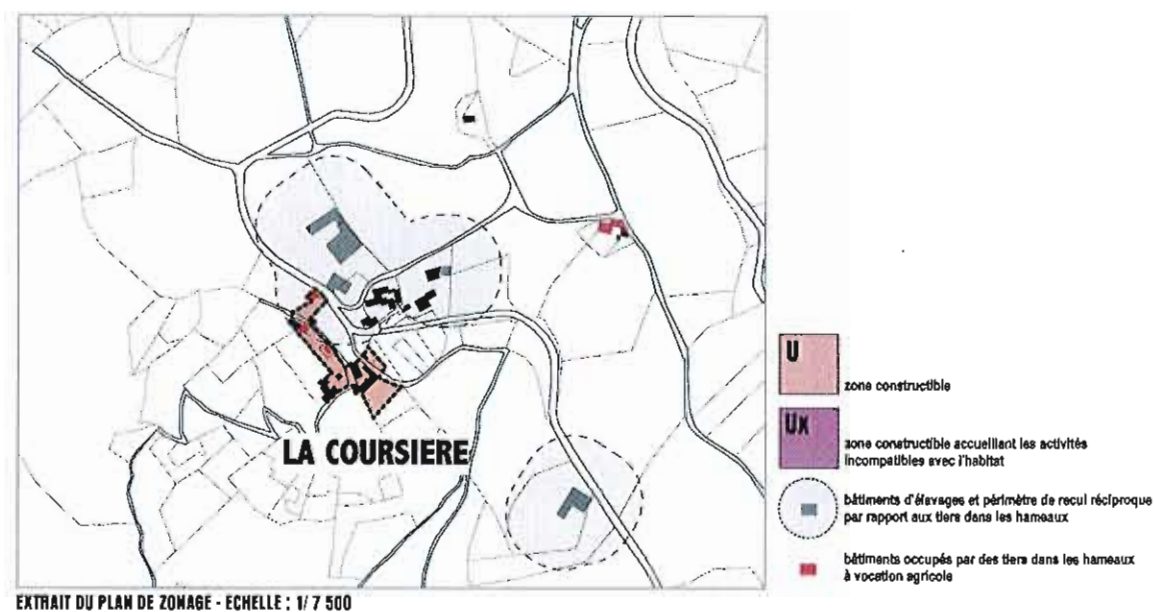 LA COURSIERE
U
zone constructible
Ux
zone constructible accueillant les activités
incompatibles avec l'habitat
bâtiments d'élavages et périmètre de recul réciproque
par rapport aux tiers dans les hameaux
bâtiments occupés par des tiers dans les hameaux
à vocation agricole
EXTRAIT DU PLAN DE ZONAGE - ECHELLE : 1/ 7 500